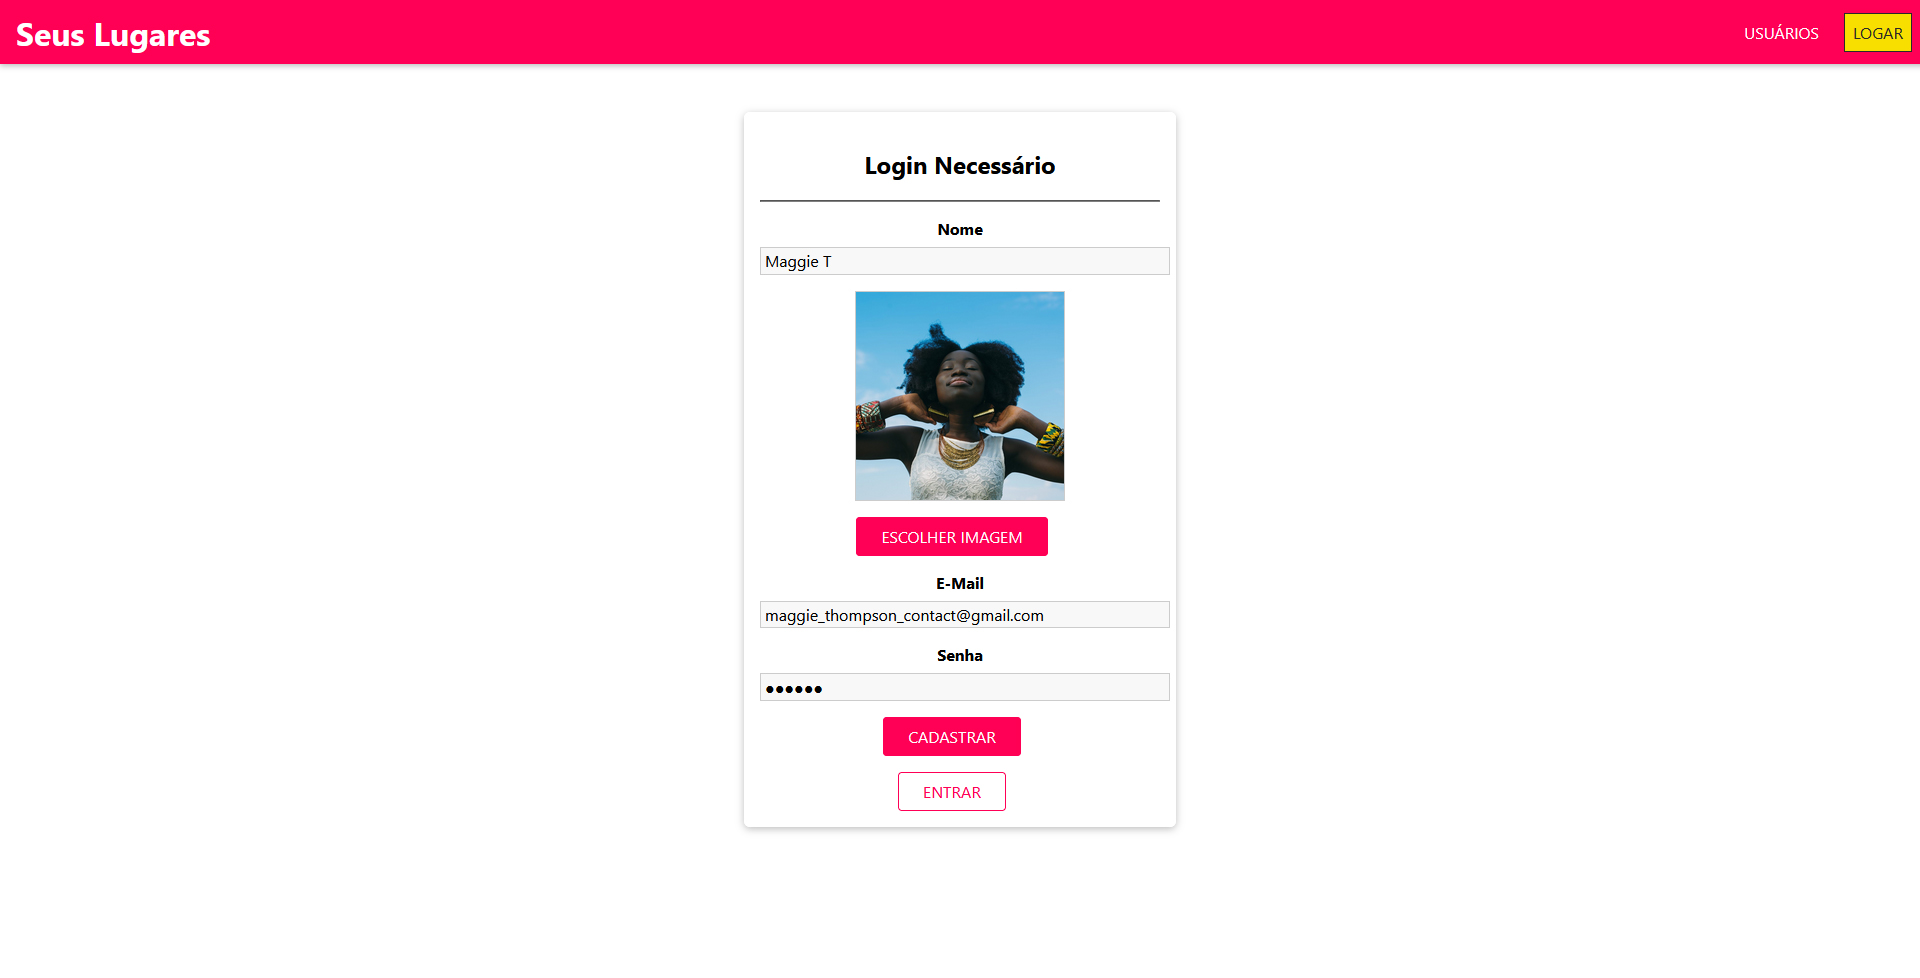 Seus Lugares
USUÁRIOS
LOGAR
Login Necessário
Nome
Maggie T
ESCOLHER IMAGEM
E-Mail
maggie_thompson_contact@gmail.com
Senha
●●●●●●
CADASTRAR
ENTRAR